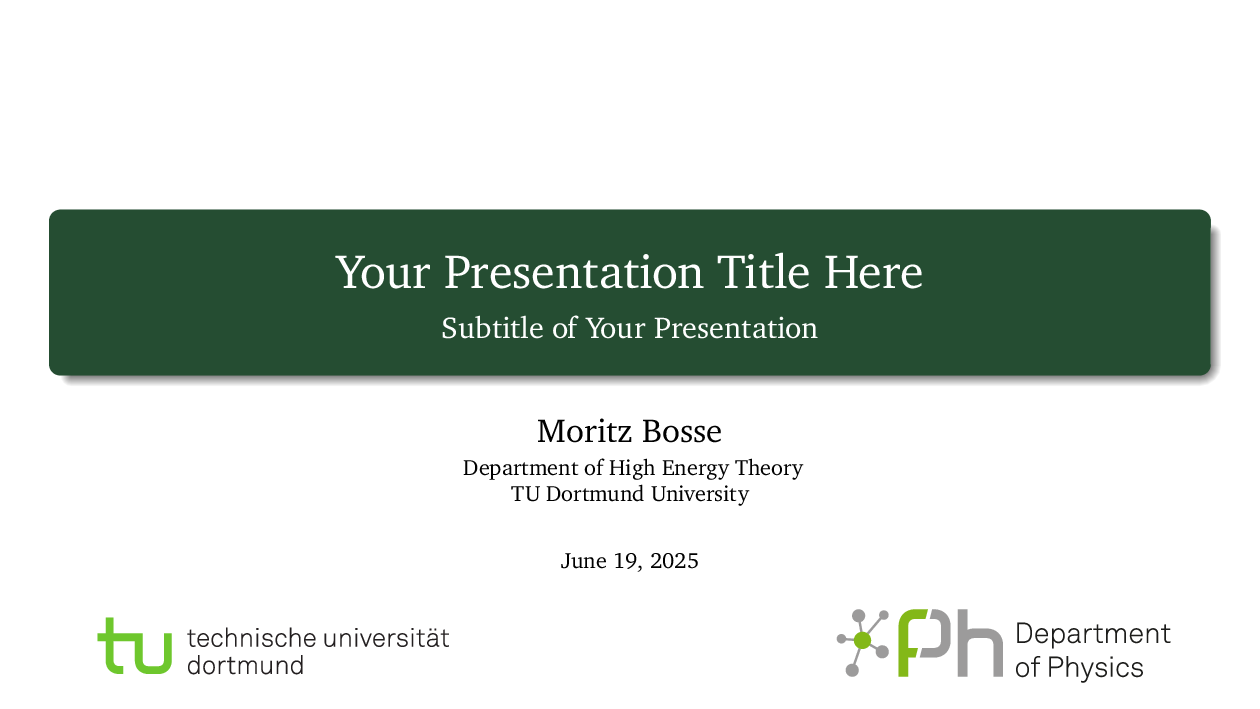 Your Presentation Title Here
Subtitle of Your Presentation
Moritz Bosse
Department of High Energy Theory
TU Dortmund University
June 19, 2025
tu technische universität
dortmund
Ph Department
of Physics